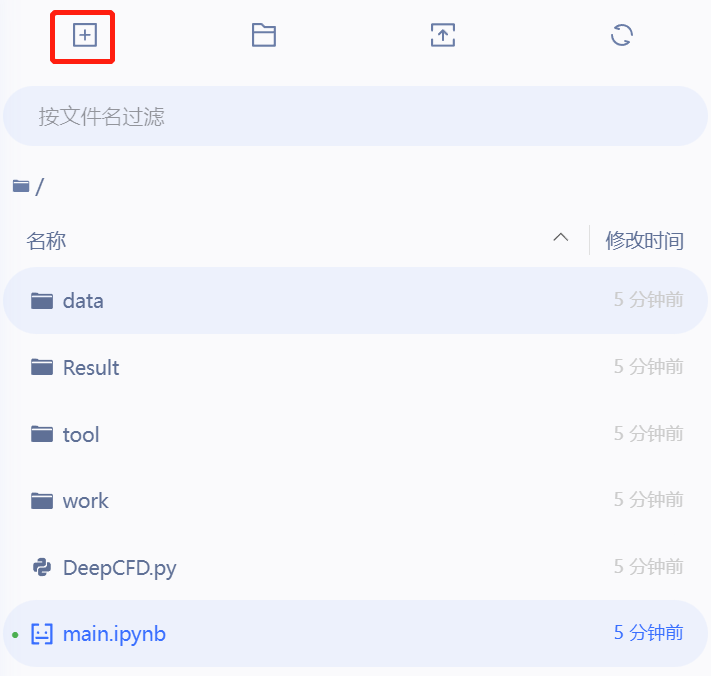 按文件名过滤
/
名称 修改时间
data 5 分钟前
Result 5 分钟前
tool 5 分钟前
work 5 分钟前
DeepCFD.py 5 分钟前
main.ipynb 5 分钟前